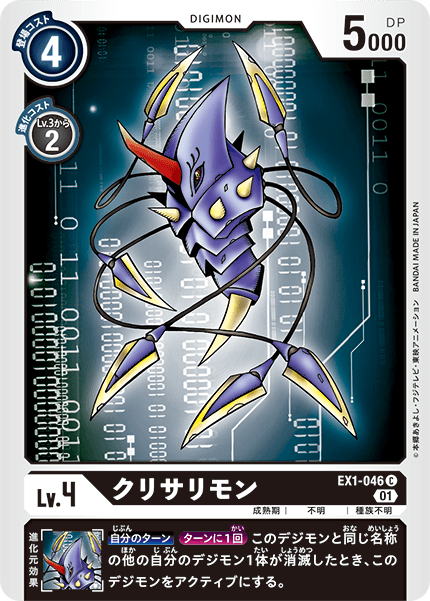 登場コスト
4
DIGIMON
DP
5000
進化コスト
Lv.3から
2
©本郷あきよし・フジテレビ・東映アニメーション BANDAI MADE IN JAPAN
Lv.4
クリサリモン
EX1-046 C
01
成熟期 | 不明 | 種族不明
進化元効果
自分のターン ターンに1回 このデジモンと同じ名称
の他の自分のデジモン1体が消滅したとき、この
デジモンをアクティブにする。